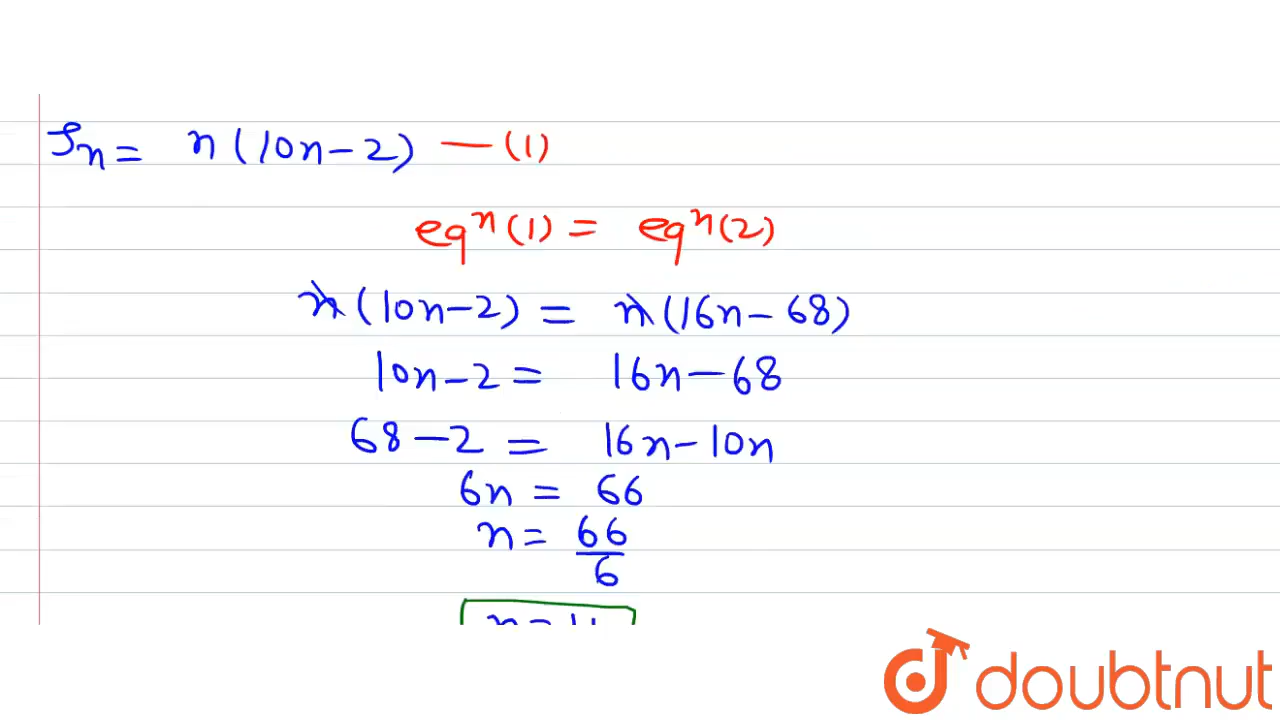 Sn = n(10n-2) —(1)
eqⁿ(1) = eqⁿ(2)
n(10n-2) = n(16n-68)
10n-2 = 16n-68
68-2 = 16n-10n
6n = 66
n = 66/6
n = 11
doubtnut